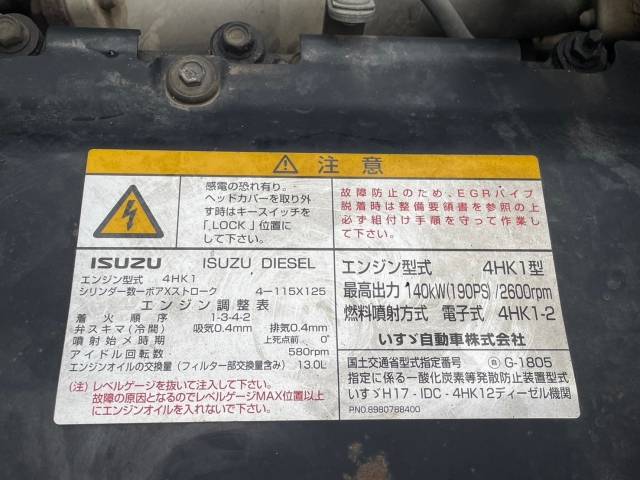 ⚠ 注意
感電の恐れ有り。
ヘッドカバーを取り外
す時はキースイッチを
「LOCK」位置に
して下さい。
故障防止のため、EGRパイプ
脱着時は整備要領書を参照の上
必ず組付け手順を守って作業し
て下さい。
ISUZU ISUZU DIESEL
エンジン型式 4HK1
シリンダ数ーボアXストローク 4ー115X125
エンジン調整表
着火順序 1-3-4-2
弁スキマ(冷間) 吸気0.4mm 排気0.4mm
噴射始メ時期 上死点前 0°
アイドル回転数 580rpm
エンジンオイルの交換量(フィルター部交換量含み) 13.0L
(注)レベルゲージを抜いて注入して下さい。
故障の原因となるのでレベルゲージMAX位置以上
にエンジンオイルを入れないで下さい。
エンジン型式 4HK1型
最高出力 140kW(190PS)/2600rpm
燃料噴射方式 電子式 4HK1-2
いすゞ自動車株式会社
国土交通省型式指定番号 G-1805
指定に係る一酸化炭素等発散防止装置型式
いすゞH17-IDC-4HK12ディーゼル機関
PNO.8980788400